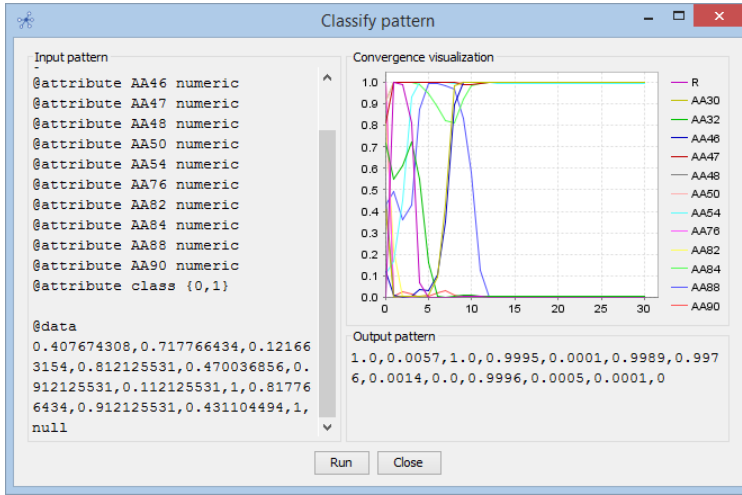 Classify pattern
Input pattern
@attribute AA46 numeric
@attribute AA47 numeric
@attribute AA48 numeric
@attribute AA50 numeric
@attribute AA54 numeric
@attribute AA76 numeric
@attribute AA82 numeric
@attribute AA84 numeric
@attribute AA88 numeric
@attribute AA90 numeric
@attribute class {0,1}
@data
0.407674308,0.717766434,0.12166
3154,0.812125531,0.470036856,0.
912125531,0.112125531,1,0.81776
6434,0.912125531,0.431104494,1,
null
Convergence visualization
1.0
0.9
0.8
0.7
0.6
0.5
0.4
0.3
0.2
0.1
0.0
0 5 10 15 20 25 30
R
AA30
AA32
AA46
AA47
AA48
AA50
AA54
AA76
AA82
AA84
AA88
AA90
Output pattern
1.0,0.0057,1.0,0.9995,0.0001,0.9989,0.997
6,0.0014,0.0,0.9996,0.0005,0.0001,0
Run Close